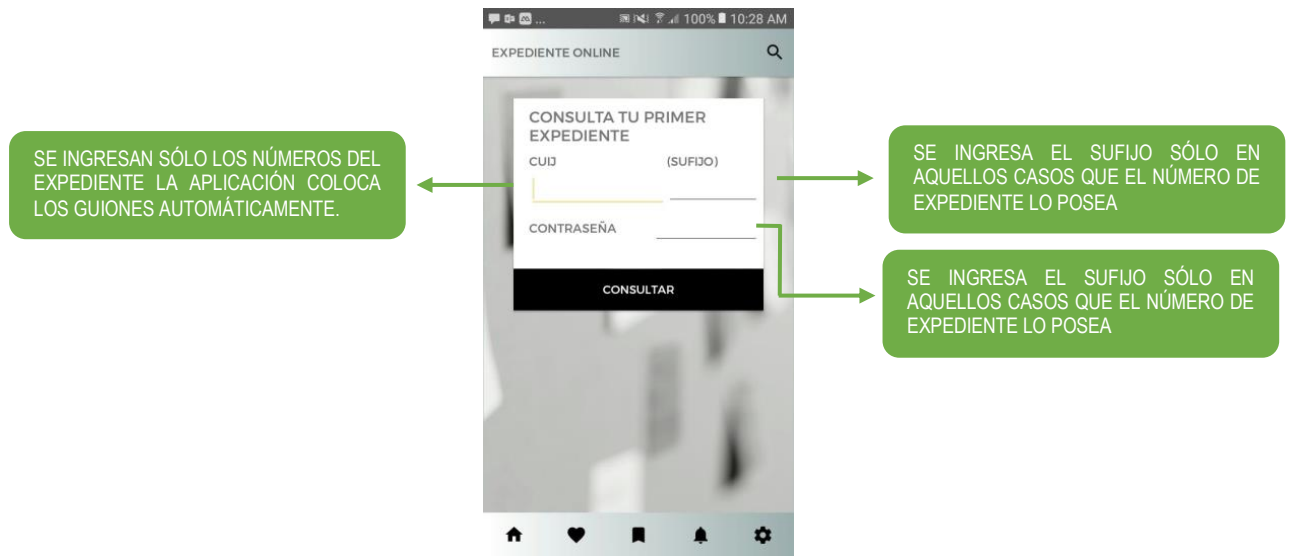 ... 100% 10:28 AM
EXPEDIENTE ONLINE
CONSULTA TU PRIMER
EXPEDIENTE
CUIJ (SUFIJO)
CONTRASEÑA
CONSULTAR
SE INGRESAN SÓLO LOS NÚMEROS DEL
EXPEDIENTE LA APLICACIÓN COLOCA
LOS GUIONES AUTOMÁTICAMENTE.
SE INGRESA EL SUFIJO SÓLO EN
AQUELLOS CASOS QUE EL NÚMERO DE
EXPEDIENTE LO POSEA
SE INGRESA EL SUFIJO SÓLO EN
AQUELLOS CASOS QUE EL NÚMERO DE
EXPEDIENTE LO POSEA